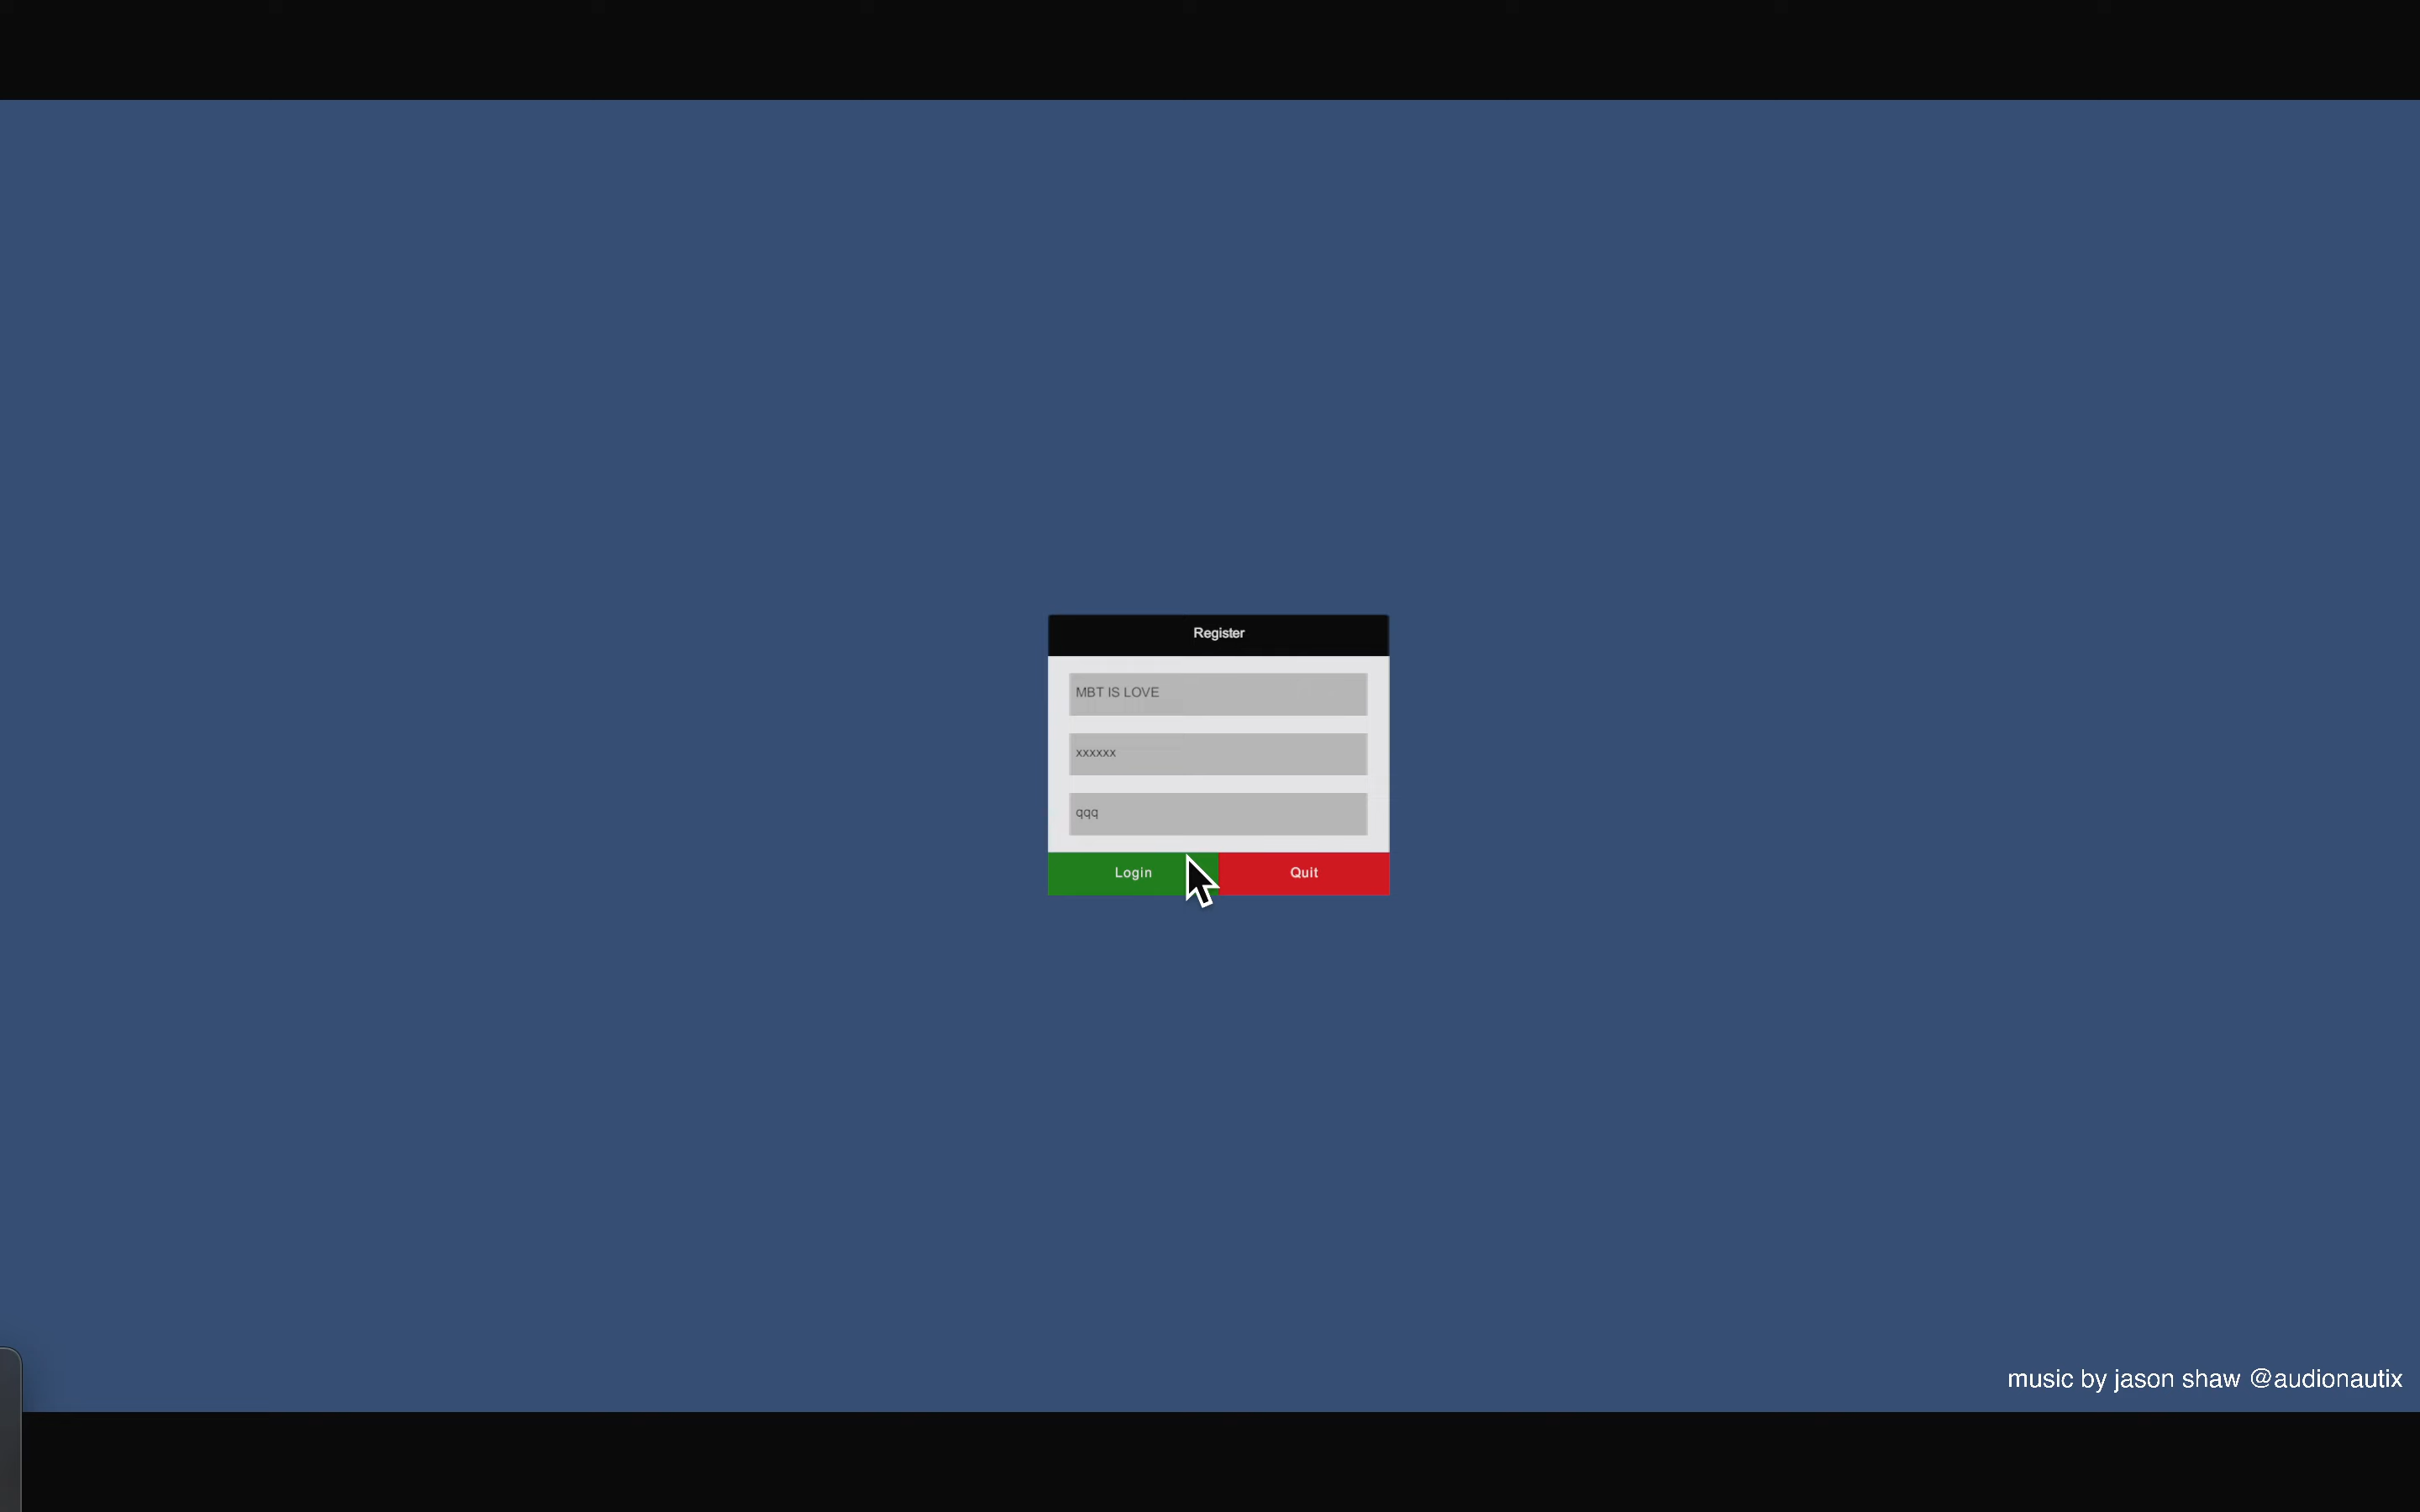 Register
MBT IS LOVE
xxxxxx
qqq
Login Quit
music by jason shaw @audionautix